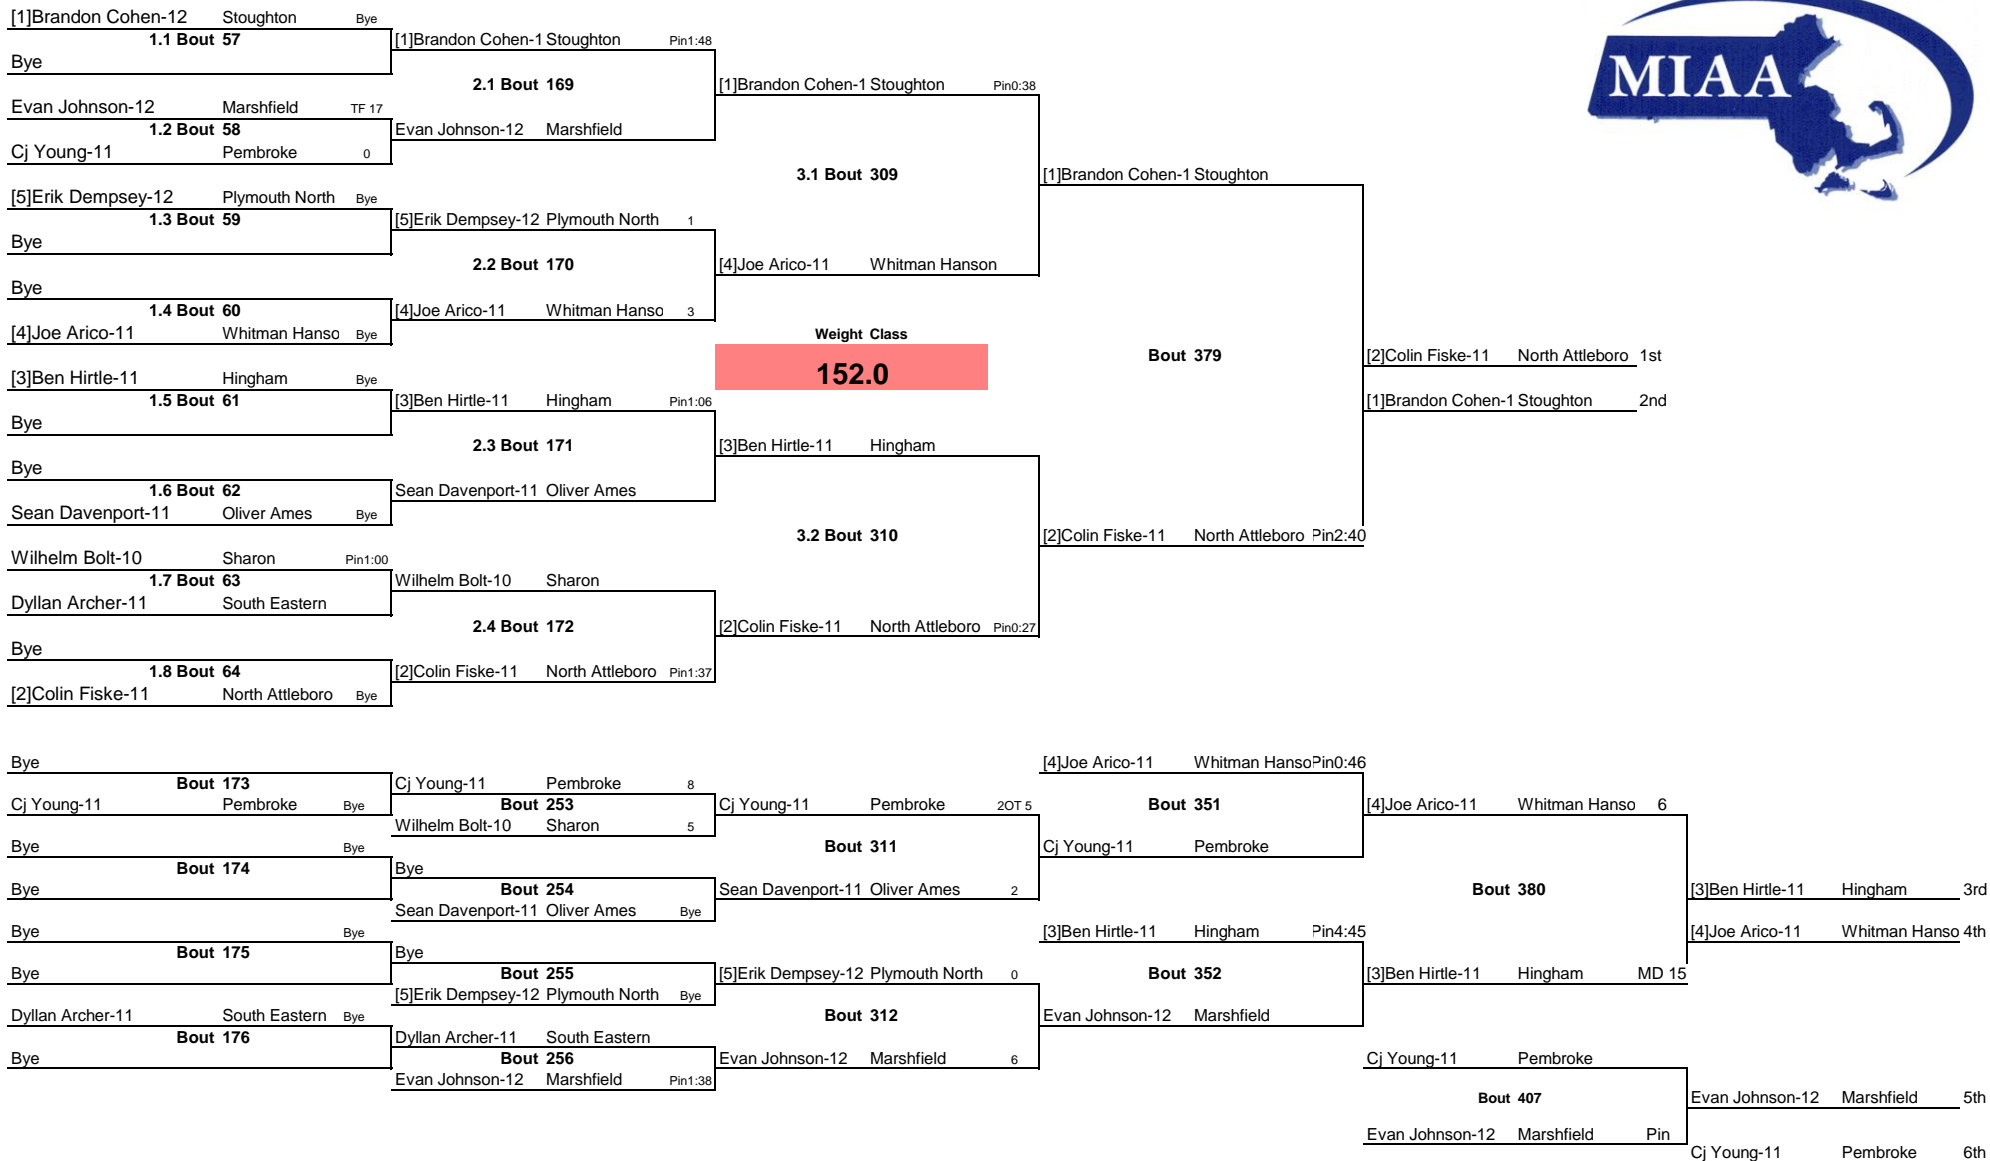 MIAA
[1]Brandon Cohen-12 Stoughton Bye
1.1 Bout 57
[1]Brandon Cohen-1 Stoughton Pin1:48
Bye
2.1 Bout 169
[1]Brandon Cohen-1 Stoughton Pin0:38
Evan Johnson-12 Marshfield TF 17
1.2 Bout 58
Evan Johnson-12 Marshfield
Cj Young-11 Pembroke 0
3.1 Bout 309
[1]Brandon Cohen-1 Stoughton
[5]Erik Dempsey-12 Plymouth North Bye
1.3 Bout 59
[5]Erik Dempsey-12 Plymouth North 1
Bye
2.2 Bout 170
[4]Joe Arico-11 Whitman Hanson
Bye
1.4 Bout 60
[4]Joe Arico-11 Whitman Hanso 3
[4]Joe Arico-11 Whitman Hanso Bye
Weight Class
152.0
Bout 379
[2]Colin Fiske-11 North Attleboro 1st
[3]Ben Hirtle-11 Hingham Bye
1.5 Bout 61
[3]Ben Hirtle-11 Hingham Pin1:06
[1]Brandon Cohen-1 Stoughton 2nd
Bye
2.3 Bout 171
[3]Ben Hirtle-11 Hingham
Bye
1.6 Bout 62
Sean Davenport-11 Oliver Ames
Sean Davenport-11 Oliver Ames Bye
3.2 Bout 310
[2]Colin Fiske-11 North Attleboro Pin2:40
Wilhelm Bolt-10 Sharon Pin1:00
1.7 Bout 63
Wilhelm Bolt-10 Sharon
Dyllan Archer-11 South Eastern
2.4 Bout 172
[2]Colin Fiske-11 North Attleboro Pin0:27
Bye
1.8 Bout 64
[2]Colin Fiske-11 North Attleboro Pin1:37
[2]Colin Fiske-11 North Attleboro Bye
Bye
[4]Joe Arico-11 Whitman Hanso Pin0:46
Bout 173
Cj Young-11 Pembroke 8
Cj Young-11 Pembroke Bye
Bout 253
Cj Young-11 Pembroke 2OT 5
Bout 351
[4]Joe Arico-11 Whitman Hanso 6
Wilhelm Bolt-10 Sharon 5
Bye Bye
Bout 311
Cj Young-11 Pembroke
Bout 174
Bye
Bye
Bout 254
Sean Davenport-11 Oliver Ames 2
Bout 380
[3]Ben Hirtle-11 Hingham 3rd
Sean Davenport-11 Oliver Ames Bye
Bye Bye
[3]Ben Hirtle-11 Hingham Pin4:45
[4]Joe Arico-11 Whitman Hanso 4th
Bout 175
Bye
Bye
Bout 255
[5]Erik Dempsey-12 Plymouth North 0
Bout 352
[3]Ben Hirtle-11 Hingham MD 15
[5]Erik Dempsey-12 Plymouth North Bye
Dyllan Archer-11 South Eastern Bye
Bout 312
Evan Johnson-12 Marshfield
Bout 176
Dyllan Archer-11 South Eastern
Bye
Bout 256
Evan Johnson-12 Marshfield 6
Cj Young-11 Pembroke
Evan Johnson-12 Marshfield Pin1:38
Bout 407
Evan Johnson-12 Marshfield 5th
Evan Johnson-12 Marshfield Pin
Cj Young-11 Pembroke 6th